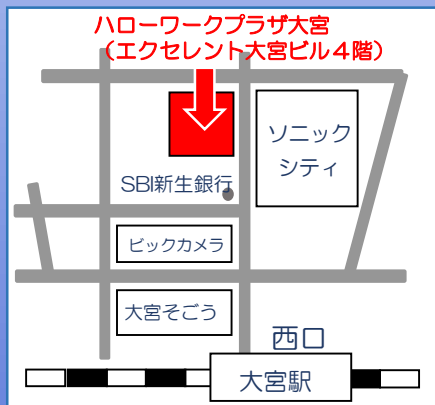 ハローワークプラザ大宮
（エクセレント大宮ビル４階）
ソニック
シティ
SBI新生銀行
ビックカメラ
大宮そごう
西口
大宮駅